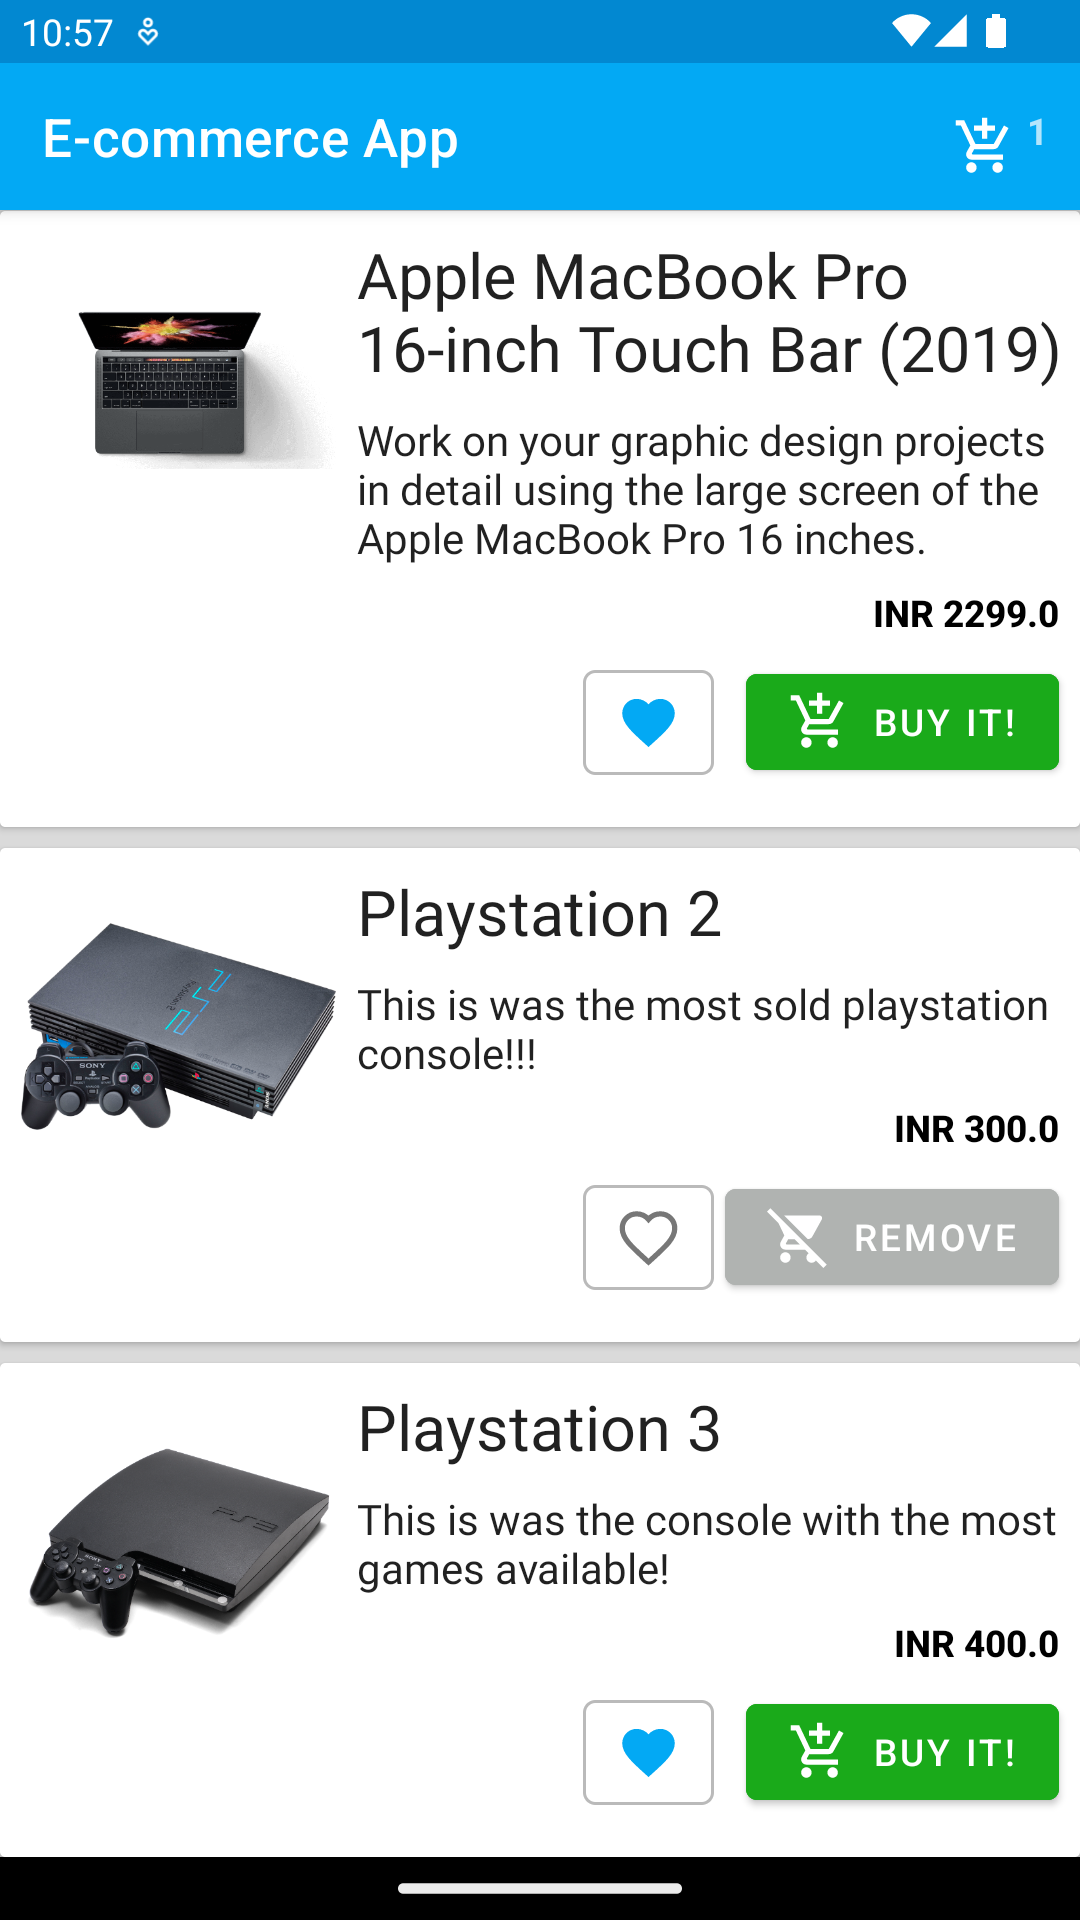 10:57
E-commerce App
1
Apple MacBook Pro
16-inch Touch Bar (2019)
Work on your graphic design projects
in detail using the large screen of the
Apple MacBook Pro 16 inches.
INR 2299.0
BUY IT!
Playstation 2
This is was the most sold playstation
console!!!
SONY
INR 300.0
REMOVE
Playstation 3
This is was the console with the most
games available!
PS3
INR 400.0
BUY IT!